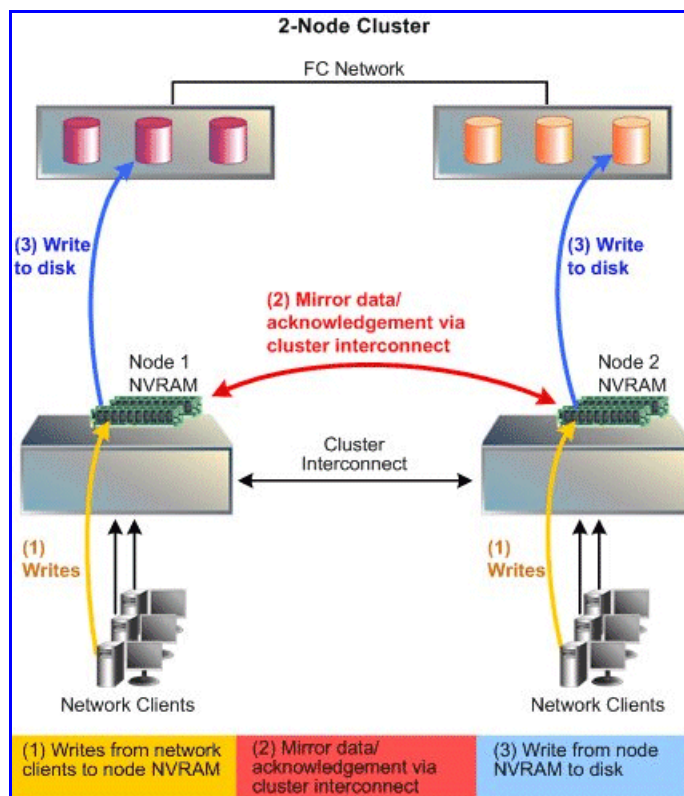 2-Node Cluster
FC Network
(3) Write
to disk
(3) Write
to disk
(2) Mirror data/
acknowledgement via
cluster interconnect
Node 1
NVRAM
Node 2
NVRAM
Cluster
Interconnect
(1)
Writes
(1)
Writes
Network Clients
Network Clients
(1) Writes from network
clients to node NVRAM
(2) Mirror data/
acknowledgement via
cluster interconnect
(3) Write from node
NVRAM to disk